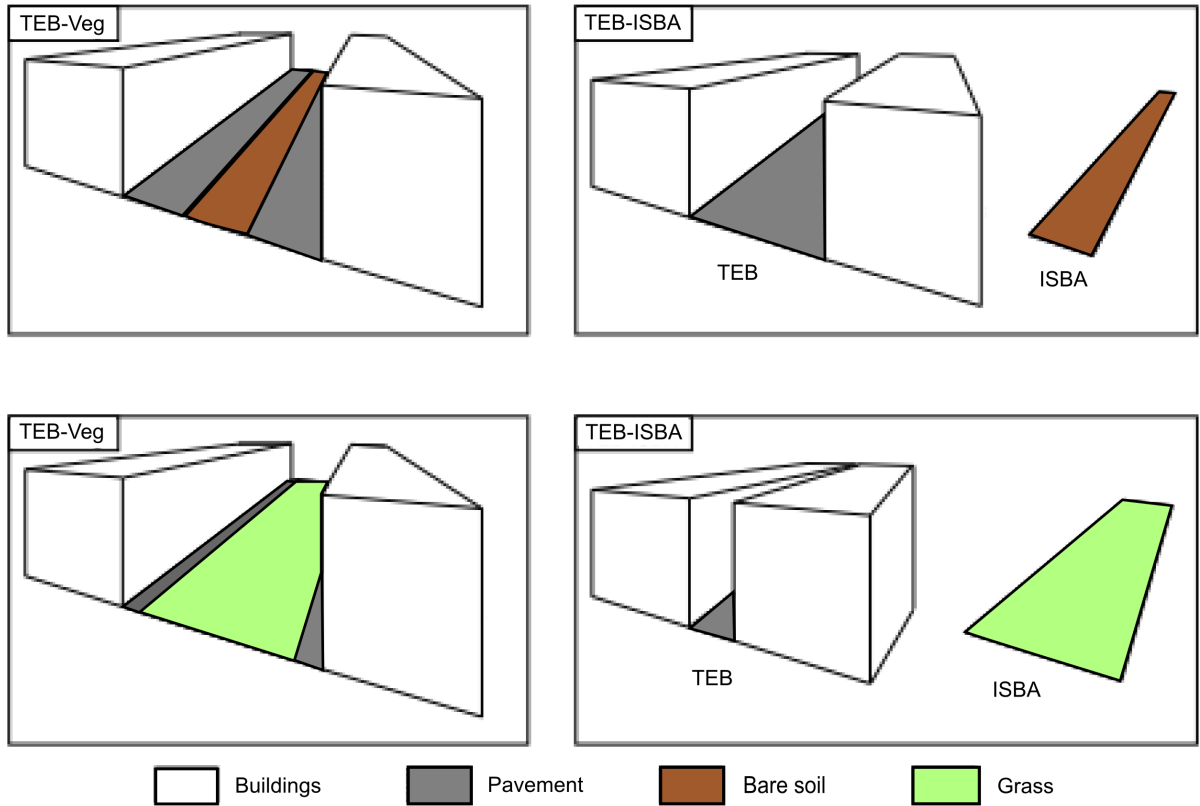 TEB-Veg
TEB-ISBA
TEB
ISBA
TEB-Veg
TEB-ISBA
TEB
ISBA
Buildings
Pavement
Bare soil
Grass